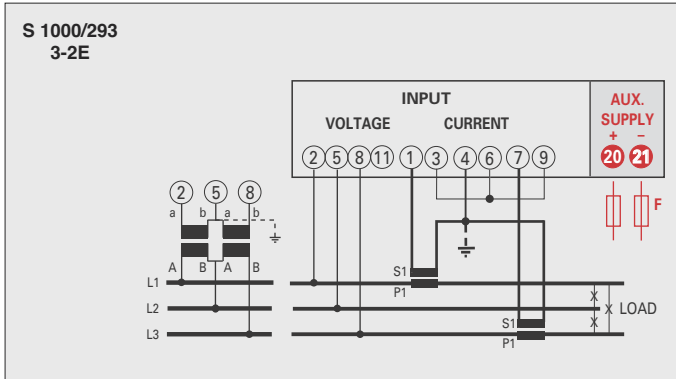 S 1000/293
3-2E
INPUT
VOLTAGE CURRENT
AUX.
SUPPLY
+ −
2 5 8 11 1 3 4 6 7 9 20 21
2 5 8
a b a b
F
A B A B
S1
P1
L1
L2
L3
X
X LOAD
X
S1
P1